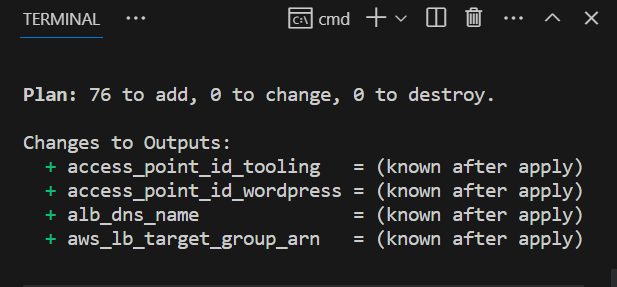 TERMINAL ... cmd
Plan: 76 to add, 0 to change, 0 to destroy.
Changes to Outputs:
+ access_point_id_tooling   = (known after apply)
+ access_point_id_wordpress = (known after apply)
+ alb_dns_name              = (known after apply)
+ aws_lb_target_group_arn   = (known after apply)